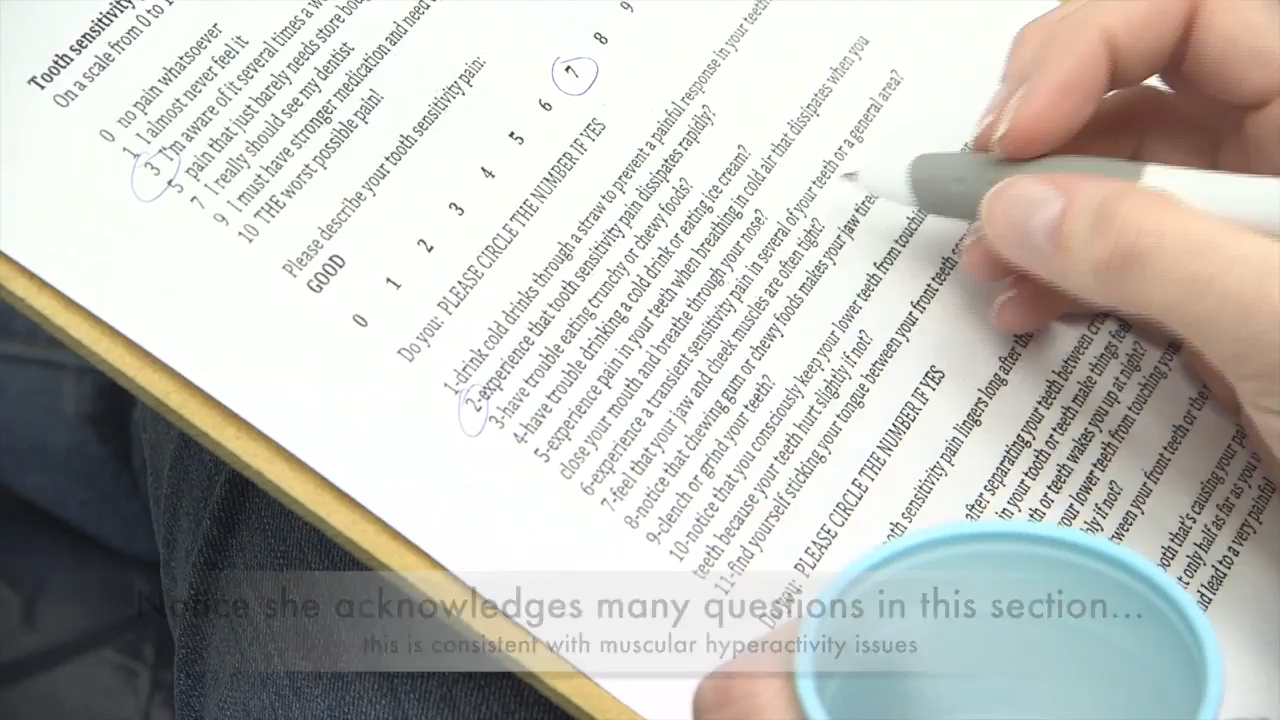 Tooth sensitivity
On a scale from 0 to 1
0 no pain whatsoever
1 I almost never feel it
3 I'm aware of it several times a w
5 pain that just barely needs store bou
7 I really should see my dentist
9 I must have stronger medication and need
10 THE worst possible pain!
Please describe your tooth sensitivity pain:
GOOD
0 1 2 3 4 5 6 7 8 9
Do you: PLEASE CIRCLE THE NUMBER IF YES
1-drink cold drinks through a straw to prevent a painful response in your teeth
2-experience that tooth sensitivity pain dissipates rapidly?
3-have trouble eating crunchy or chewy foods?
4-have trouble drinking a cold drink or eating ice cream?
5-experience pain in your teeth when breathing in cold air that dissipates when you
close your mouth and breathe through your nose?
6-experience a transient sensitivity pain in several of your teeth or a general area?
7-feel that your jaw and cheek muscles are often tight?
8-notice that chewing gum or chewy foods makes your jaw tired
9-clench or grind your teeth?
10-notice that you consciously keep your lower teeth from touchin
teeth because your teeth hurt slightly if not?
11-find yourself sticking your tongue between your front teeth so
Do you: PLEASE CIRCLE THE NUMBER IF YES
oth sensitivity pain lingers long after the
after separating your teeth between cru
in your tooth or teeth make things feel
h or teeth wakes you up at night?
your lower teeth from touching your
ly if not?
ween your front teeth or the
ooth that's causing your pa
t only half as far as you
d lead to a very painful
Notice she acknowledges many questions in this section...
this is consistent with muscular hyperactivity issues